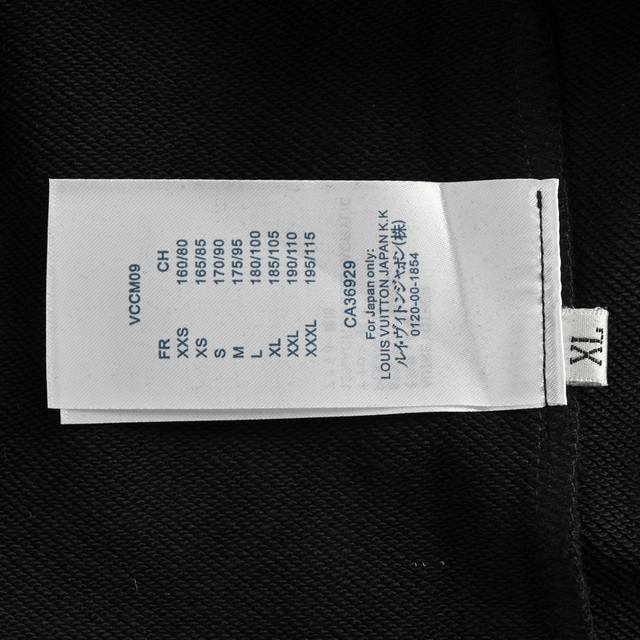 VCCM09
FR CH
XXS 160/80
XS 165/85
S 170/90
M 175/95
L 180/100
XL 185/105
XXL 190/110
XXXL 195/115
CA36929
For Japan only:
LOUIS VUITTON JAPAN K.K
ルイ・ヴィトンジャパン(株)
0120-00-1854
XL